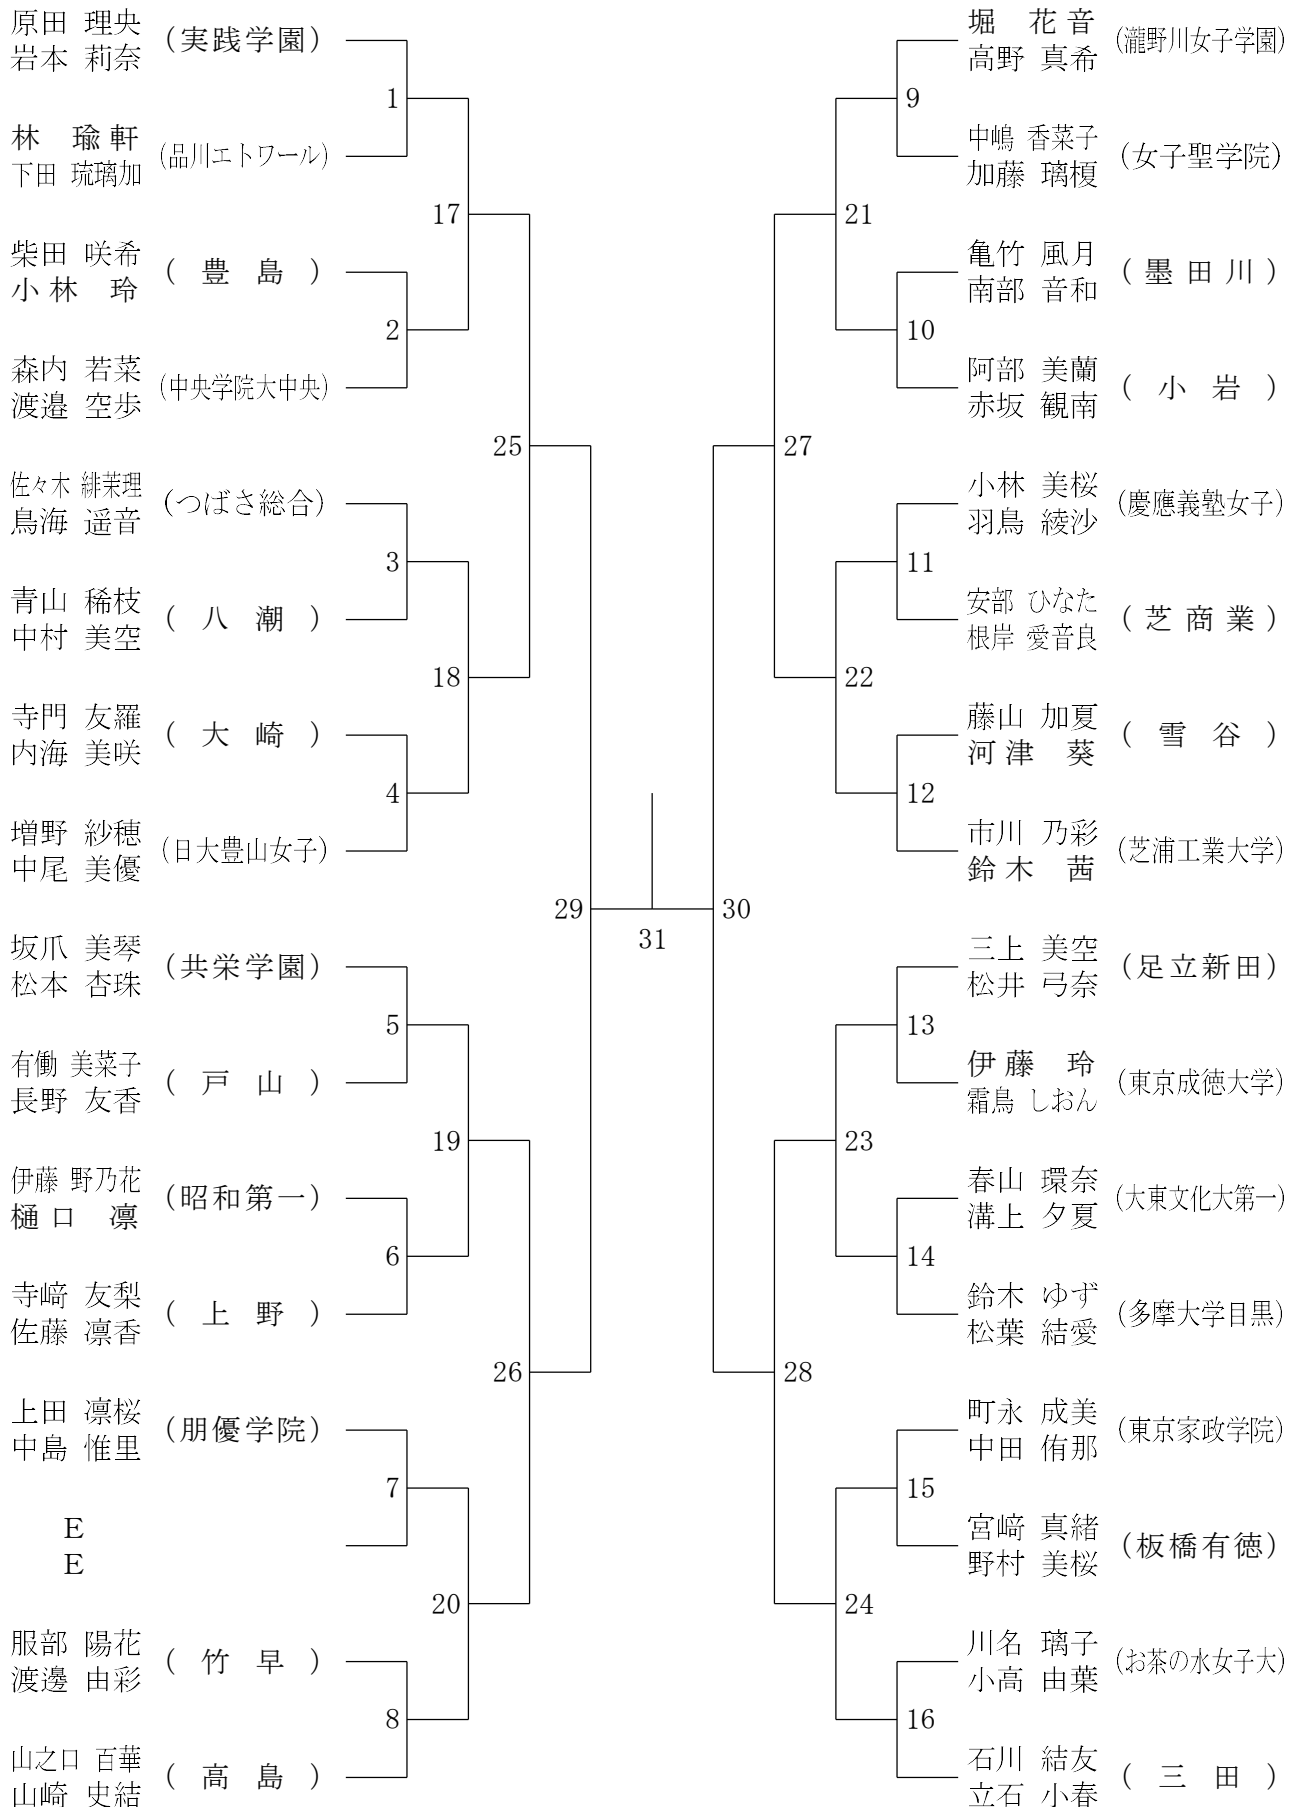 原田 理央
岩本 莉奈
(実践学園)
1
林 瑜軒
下田 琉璃加
(品川エトワール)
17
柴田 咲希
小林 玲
(豊島)
2
森内 若菜
渡邉 空歩
(中央学院大中央)
25
佐々木 緋茉理
鳥海 遥音
(つばさ総合)
3
青山 稀枝
中村 美空
(八潮)
18
寺門 友羅
内海 美咲
(大崎)
4
増野 紗穂
中尾 美優
(日大豊山女子)
29
坂爪 美琴
松本 杏珠
(共栄学園)
5
有働 美菜子
長野 友香
(戸山)
19
伊藤 野乃花
樋口 凛
(昭和第一)
6
寺﨑 友梨
佐藤 凛香
(上野)
26
上田 凛桜
中島 惟里
(朋優学院)
7
E
E
20
服部 陽花
渡邊 由彩
(竹早)
8
山之口 百華
山崎 史結
(高島)
31
堀 花音
高野 真希
(瀧野川女子学園)
9
中嶋 香菜子
加藤 璃榎
(女子聖学院)
21
亀竹 風月
南部 音和
(墨田川)
10
阿部 美蘭
赤坂 観南
(小岩)
27
小林 美桜
羽鳥 綾沙
(慶應義塾女子)
11
安部 ひなた
根岸 愛音良
(芝商業)
22
藤山 加夏
河津 葵
(雪谷)
12
市川 乃彩
鈴木 茜
(芝浦工業大学)
30
三上 美空
松井 弓奈
(足立新田)
13
伊藤 玲
霜鳥 しおん
(東京成徳大学)
23
春山 環奈
溝上 夕夏
(大東文化大第一)
14
鈴木 ゆず
松葉 結愛
(多摩大学目黒)
28
町永 成美
中田 侑那
(東京家政学院)
15
宮﨑 真緒
野村 美桜
(板橋有徳)
24
川名 璃子
小高 由葉
(お茶の水女子大)
16
石川 結友
立石 小春
(三田)